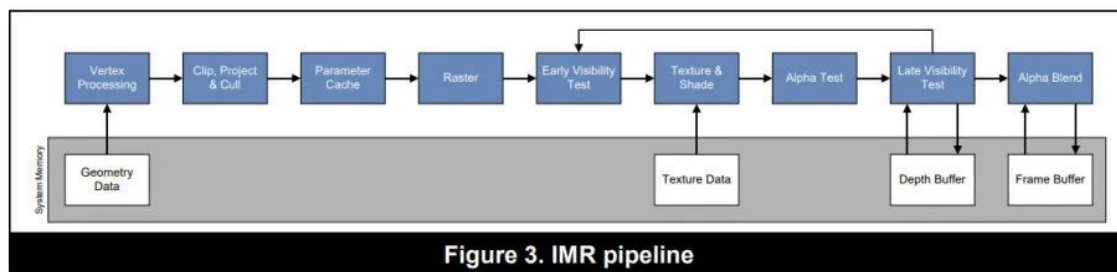 Vertex
Processing
Clip, Project
& Cull
Parameter
Cache
Raster
Early Visibility
Test
Texture &
Shade
Alpha Test
Late Visibility
Test
Alpha Blend
System Memory
Geometry
Data
Texture Data
Depth Buffer
Frame Buffer
Figure 3. IMR pipeline